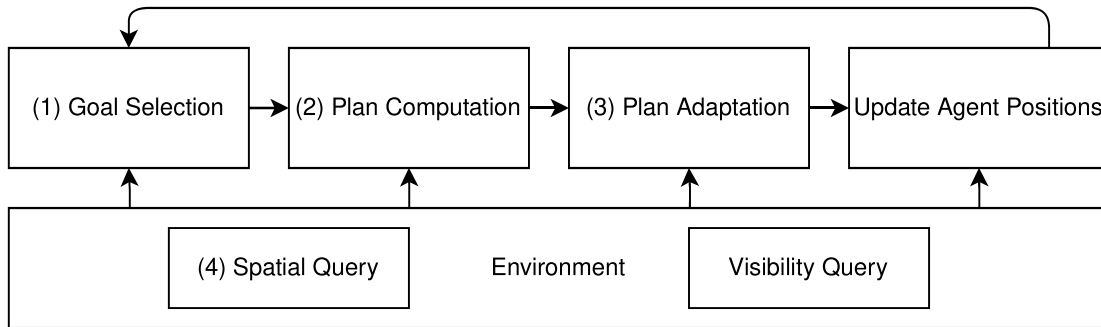 (1) Goal Selection
(2) Plan Computation
(3) Plan Adaptation
Update Agent Positions
(4) Spatial Query
Environment
Visibility Query